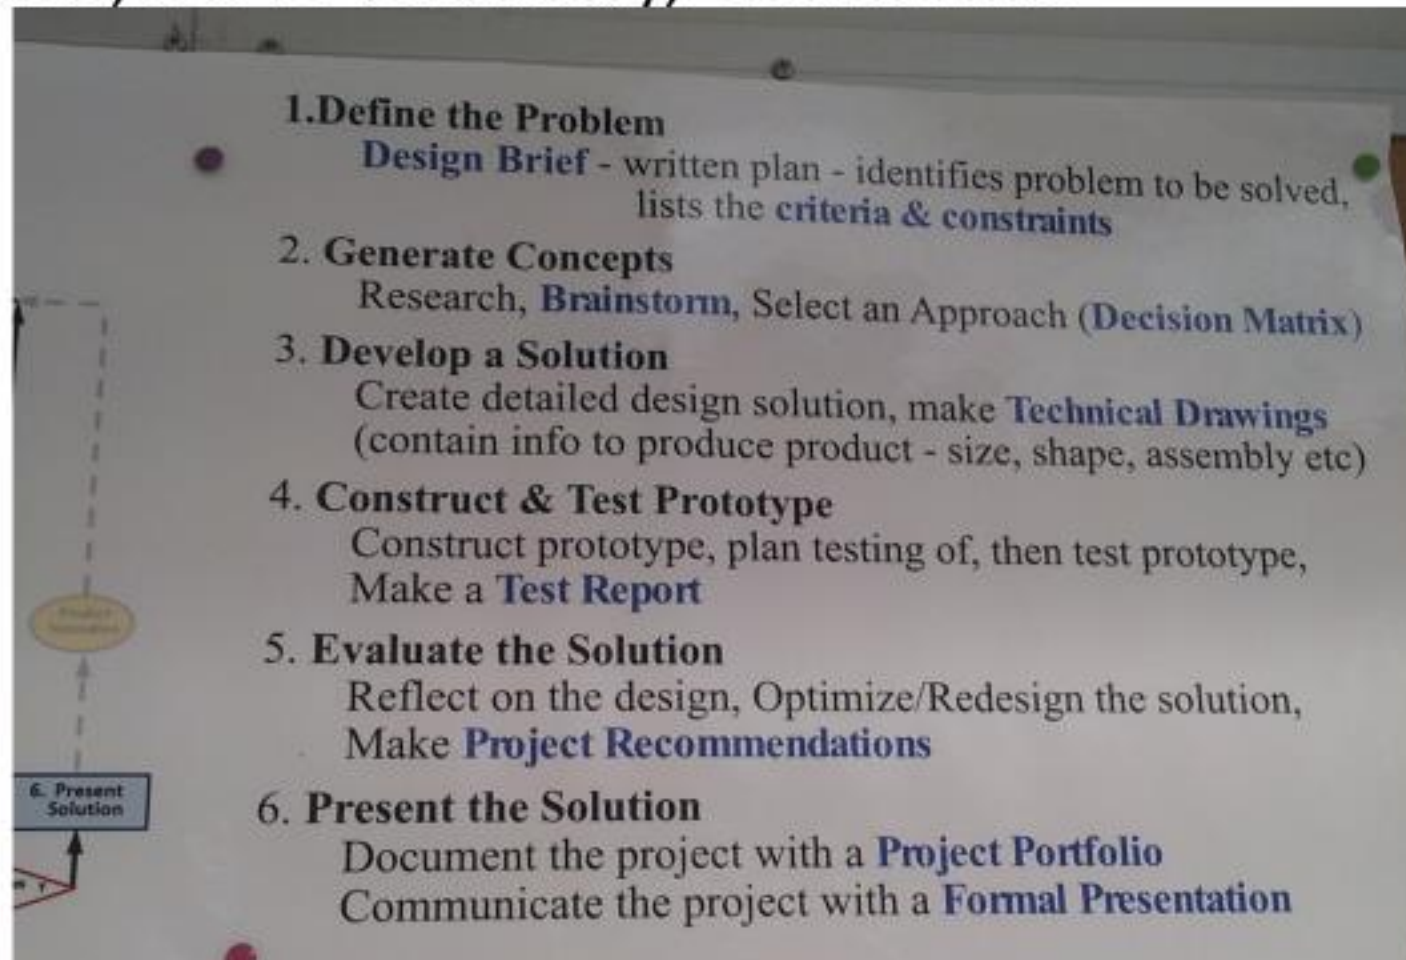 1.Define the Problem
Design Brief - written plan - identifies problem to be solved,
lists the criteria & constraints
2. Generate Concepts
Research, Brainstorm, Select an Approach (Decision Matrix)
3. Develop a Solution
Create detailed design solution, make Technical Drawings
(contain info to produce product - size, shape, assembly etc)
4. Construct & Test Prototype
Construct prototype, plan testing of, then test prototype,
Make a Test Report
5. Evaluate the Solution
Reflect on the design, Optimize/Redesign the solution,
Make Project Recommendations
6. Present the Solution
Document the project with a Project Portfolio
Communicate the project with a Formal Presentation
6. Present
Solution